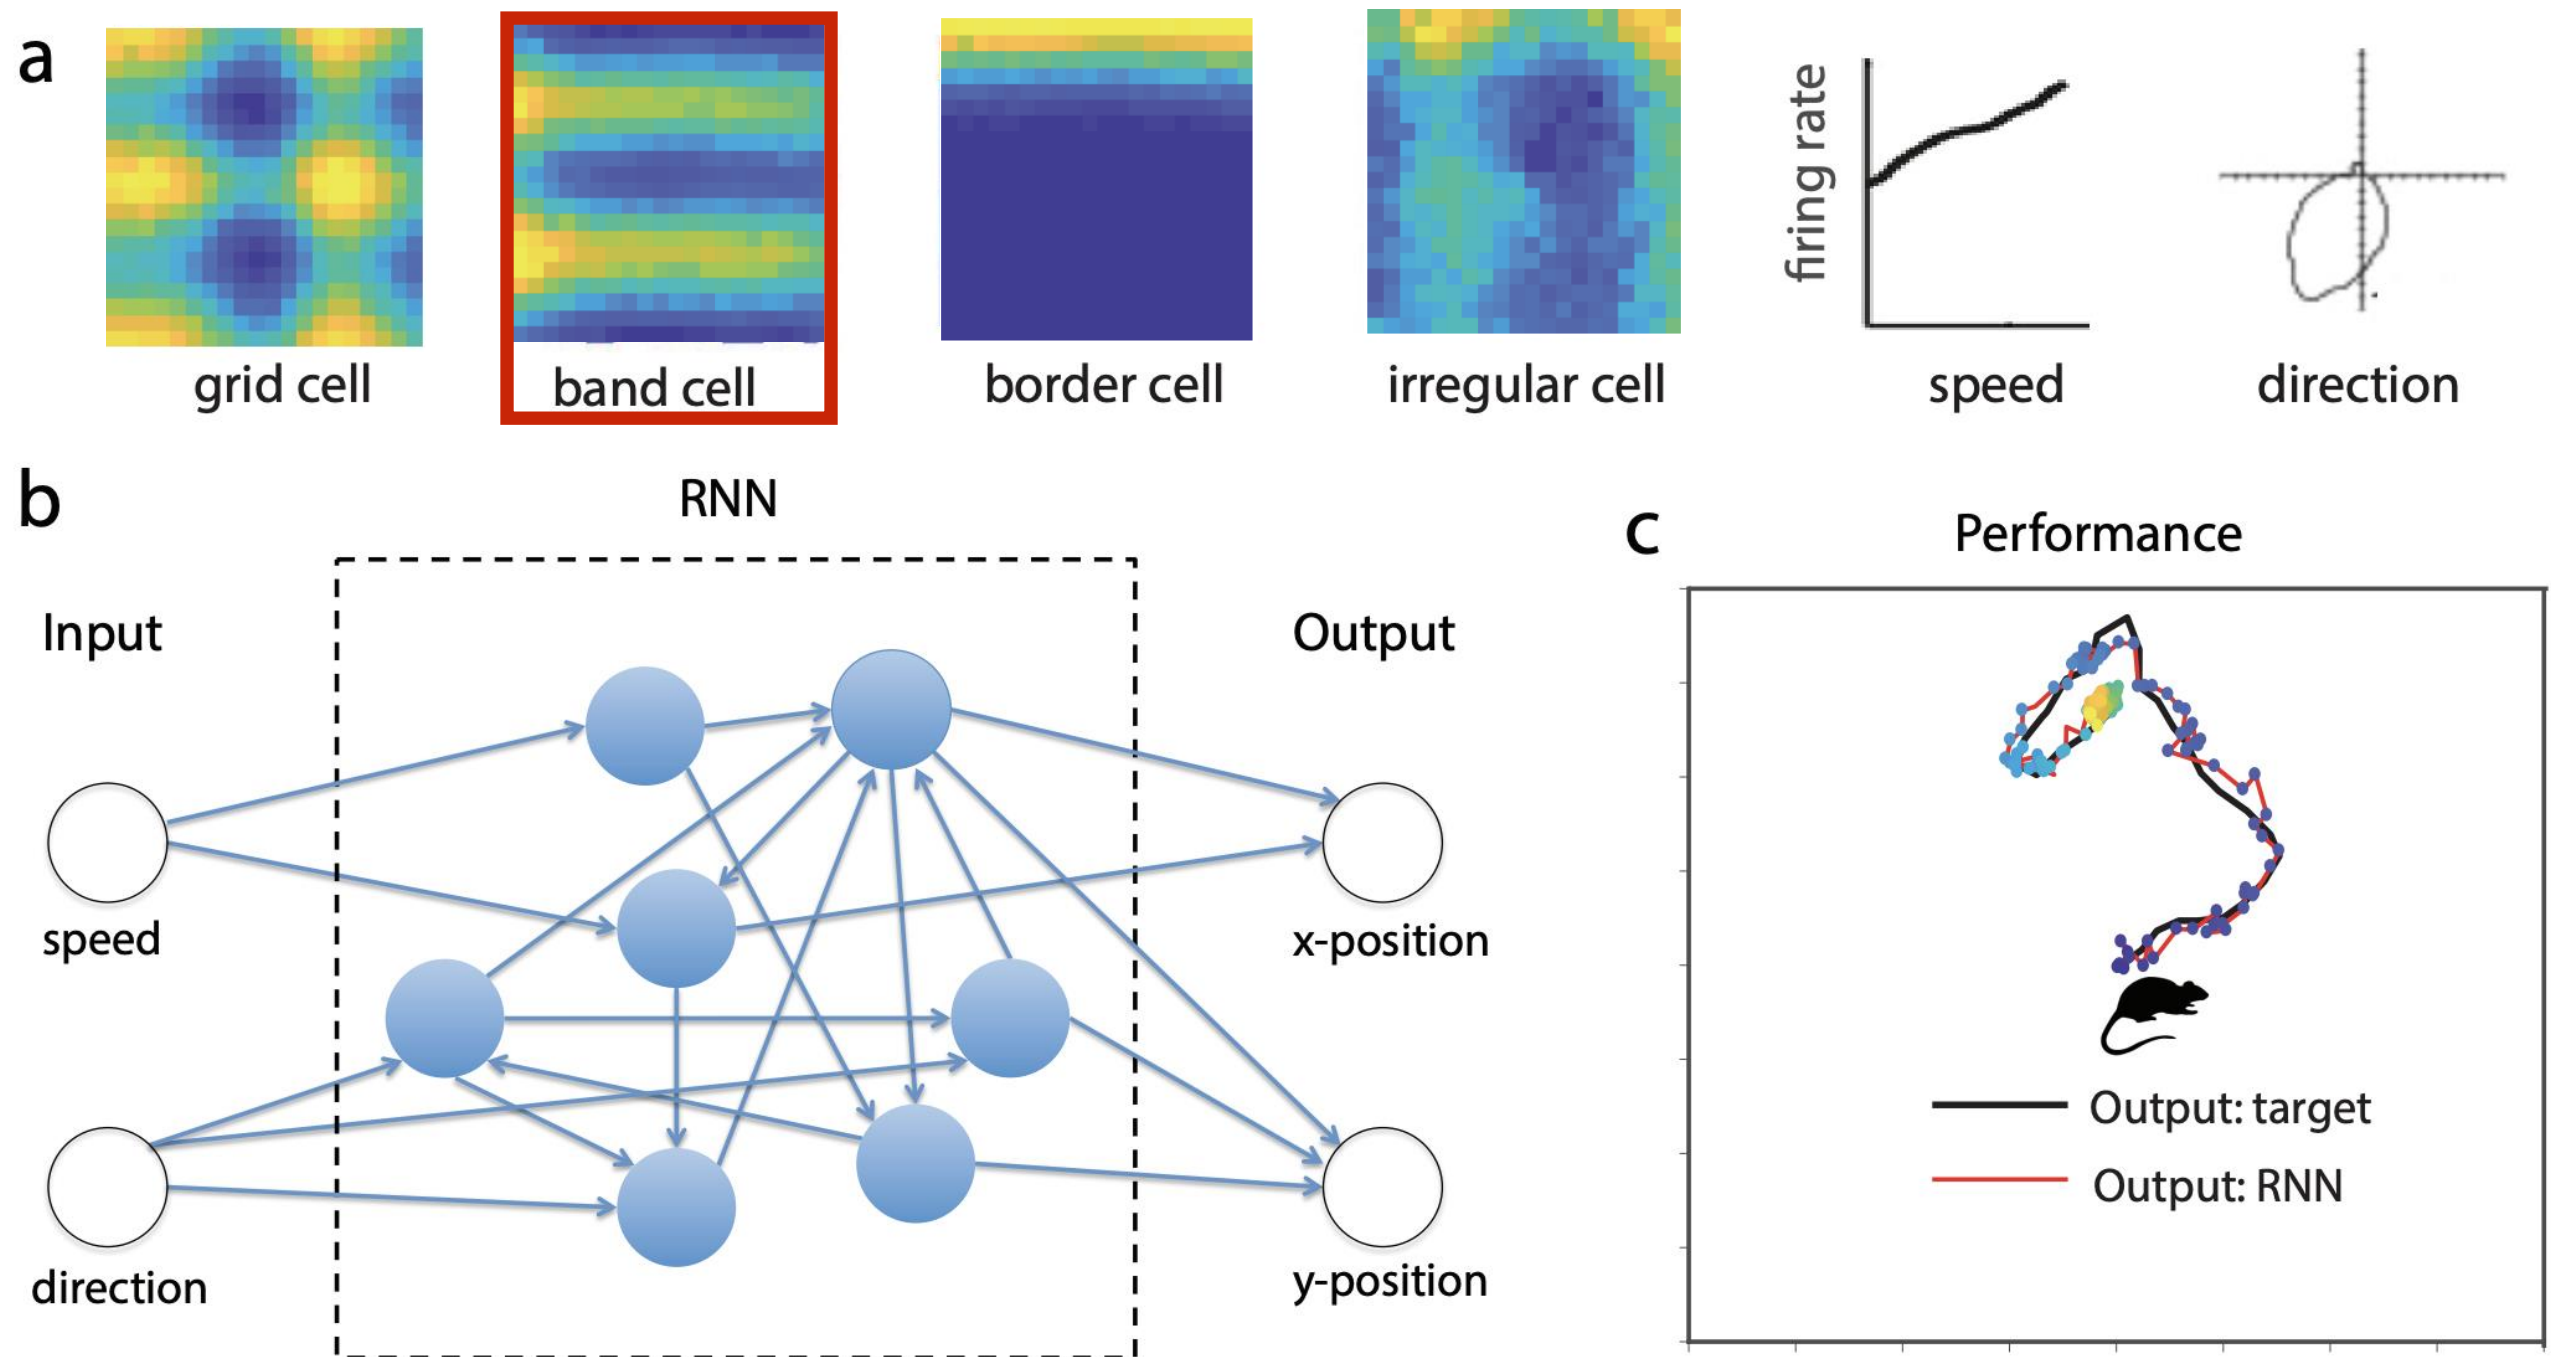 a
grid cell
band cell
border cell
irregular cell
firing rate
speed
direction
b
RNN
Input
speed
direction
Output
x-position
y-position
c
Performance
Output: target
Output: RNN